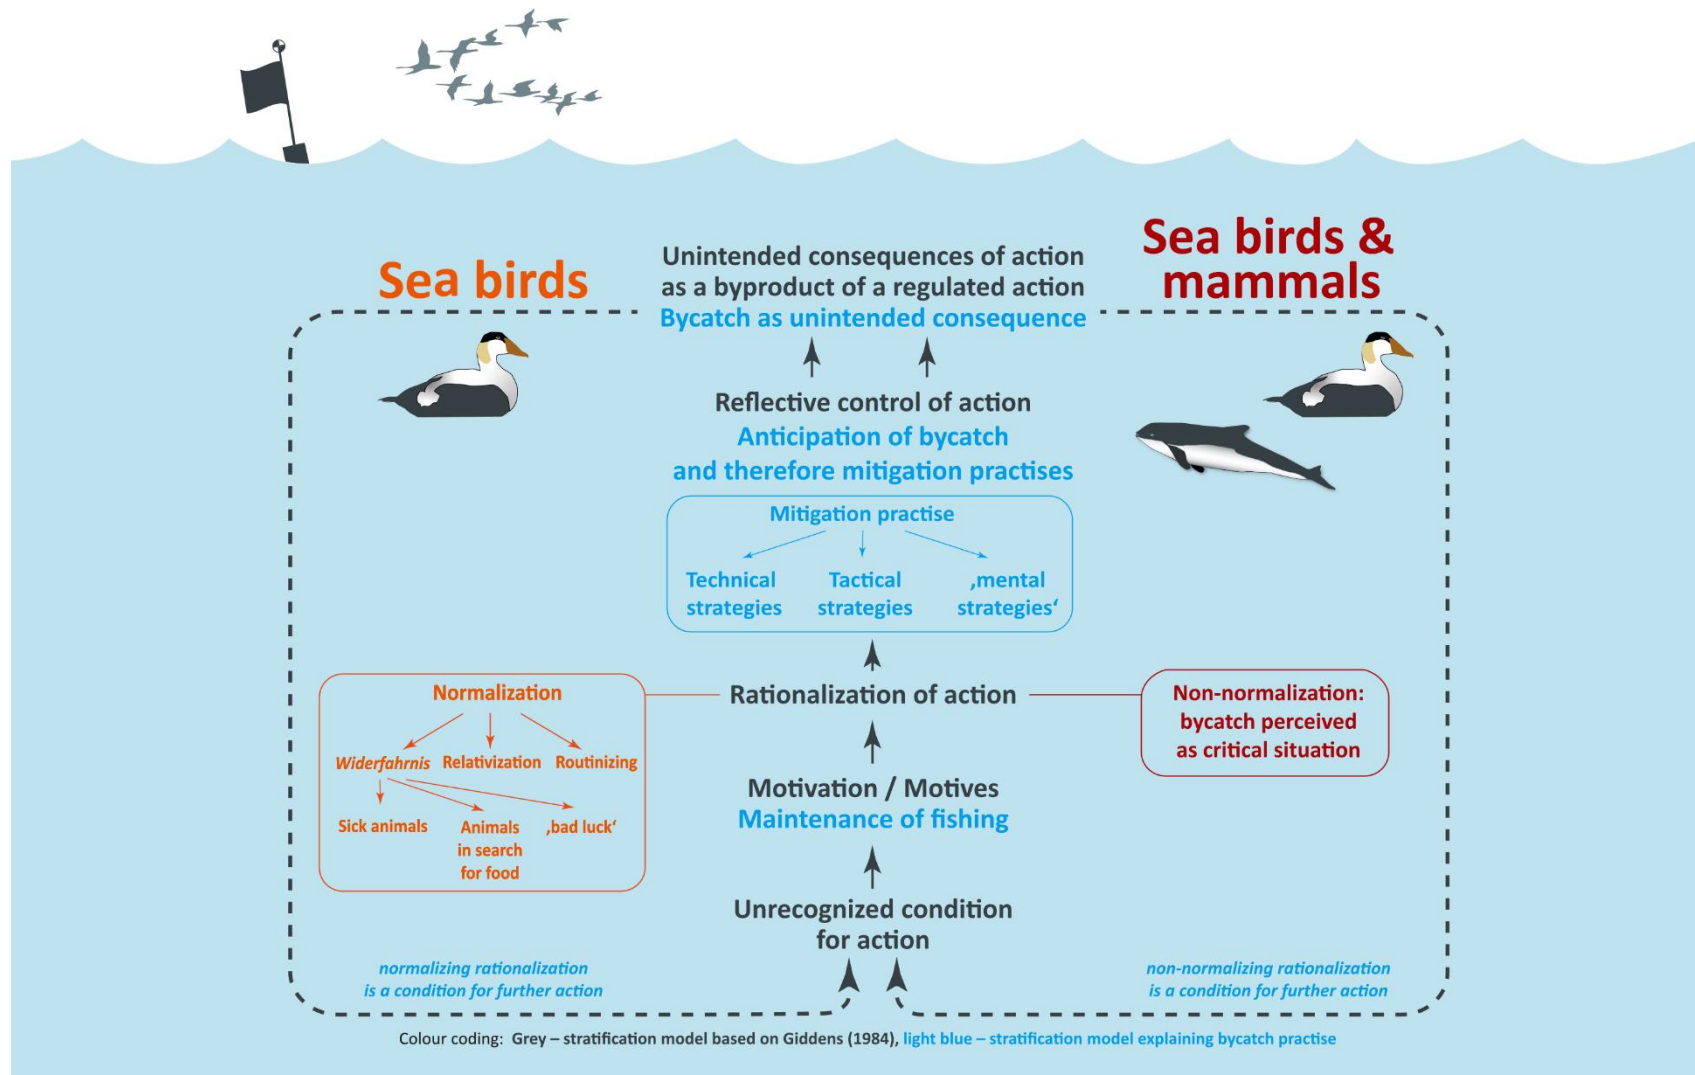 Sea birds
Unintended consequences of action
as a byproduct of a regulated action
Bycatch as unintended consequence
Sea birds &
mammals
Reflective control of action
Anticipation of bycatch
and therefore mitigation practises
Mitigation practise
Technical
strategies
Tactical
strategies
‚mental
strategies‘
Normalization
Widerfahrnis
Relativization
Routinizing
Sick animals
Animals
in search
for food
‚bad luck‘
Rationalization of action
Non-normalization:
bycatch perceived
as critical situation
Motivation / Motives
Maintenance of fishing
Unrecognized condition
for action
normalizing rationalization
is a condition for further action
non-normalizing rationalization
is a condition for further action
Colour coding: Grey – stratification model based on Giddens (1984), light blue – stratification model explaining bycatch practise